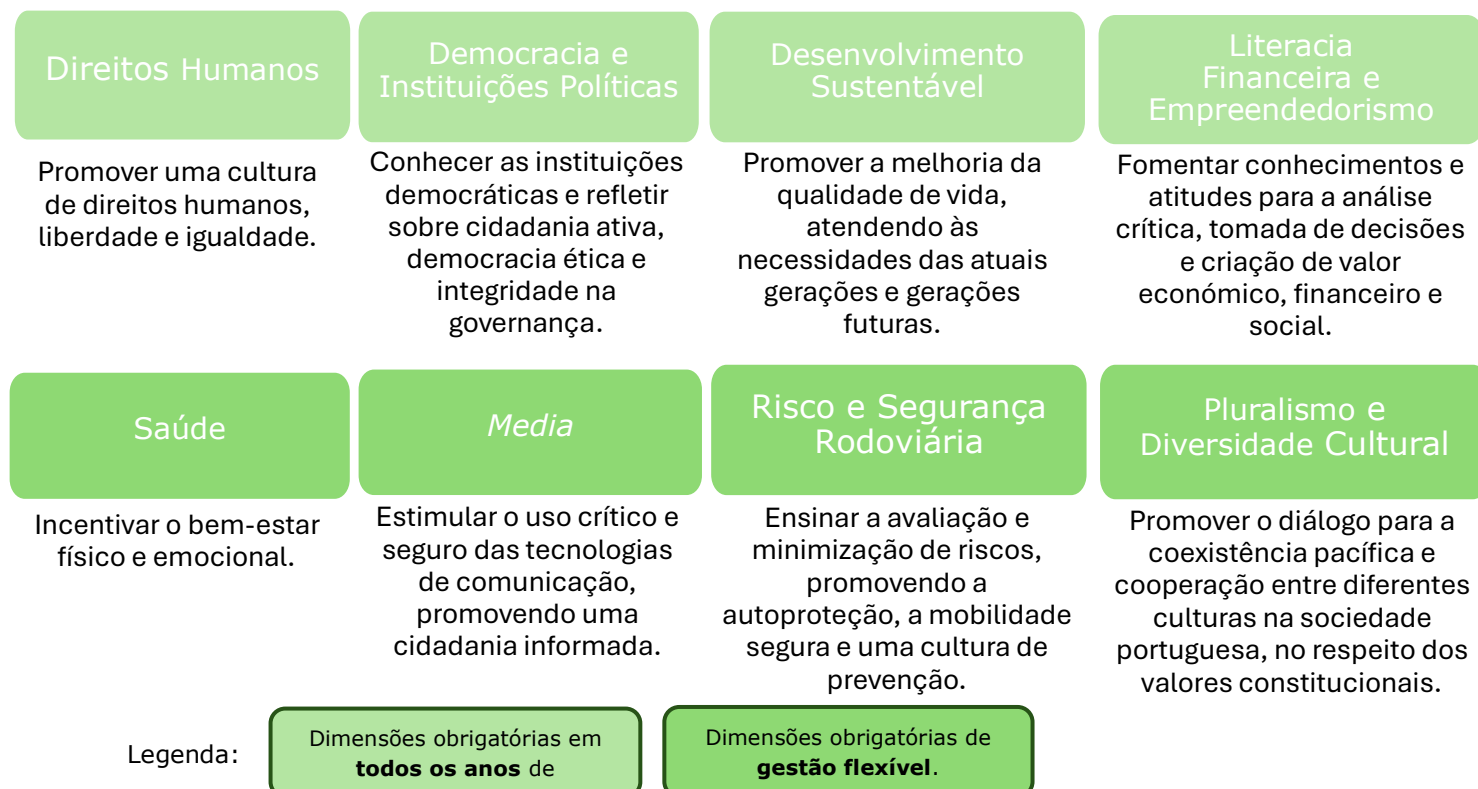 Direitos Humanos
Democracia e
Instituições Políticas
Desenvolvimento
Sustentável
Literacia
Financeira e
Empreendedorismo
Promover uma cultura
de direitos humanos,
liberdade e igualdade.
Conhecer as instituições
democráticas e refletir
sobre cidadania ativa,
democracia ética e
integridade na
governança.
Promover a melhoria da
qualidade de vida,
atendendo às
necessidades das atuais
gerações e gerações
futuras.
Fomentar conhecimentos e
atitudes para a análise
crítica, tomada de decisões
e criação de valor
económico, financeiro e
social.
Saúde
Media
Risco e Segurança
Rodoviária
Pluralismo e
Diversidade Cultural
Incentivar o bem-estar
físico e emocional.
Estimular o uso crítico e
seguro das tecnologias
de comunicação,
promovendo uma
cidadania informada.
Ensinar a avaliação e
minimização de riscos,
promovendo a
autoproteção, a mobilidade
segura e uma cultura de
prevenção.
Promover o diálogo para a
coexistência pacífica e
cooperação entre diferentes
culturas na sociedade
portuguesa, no respeito dos
valores constitucionais.
Legenda:
Dimensões obrigatórias em
todos os anos de
Dimensões obrigatórias de
gestão flexível.